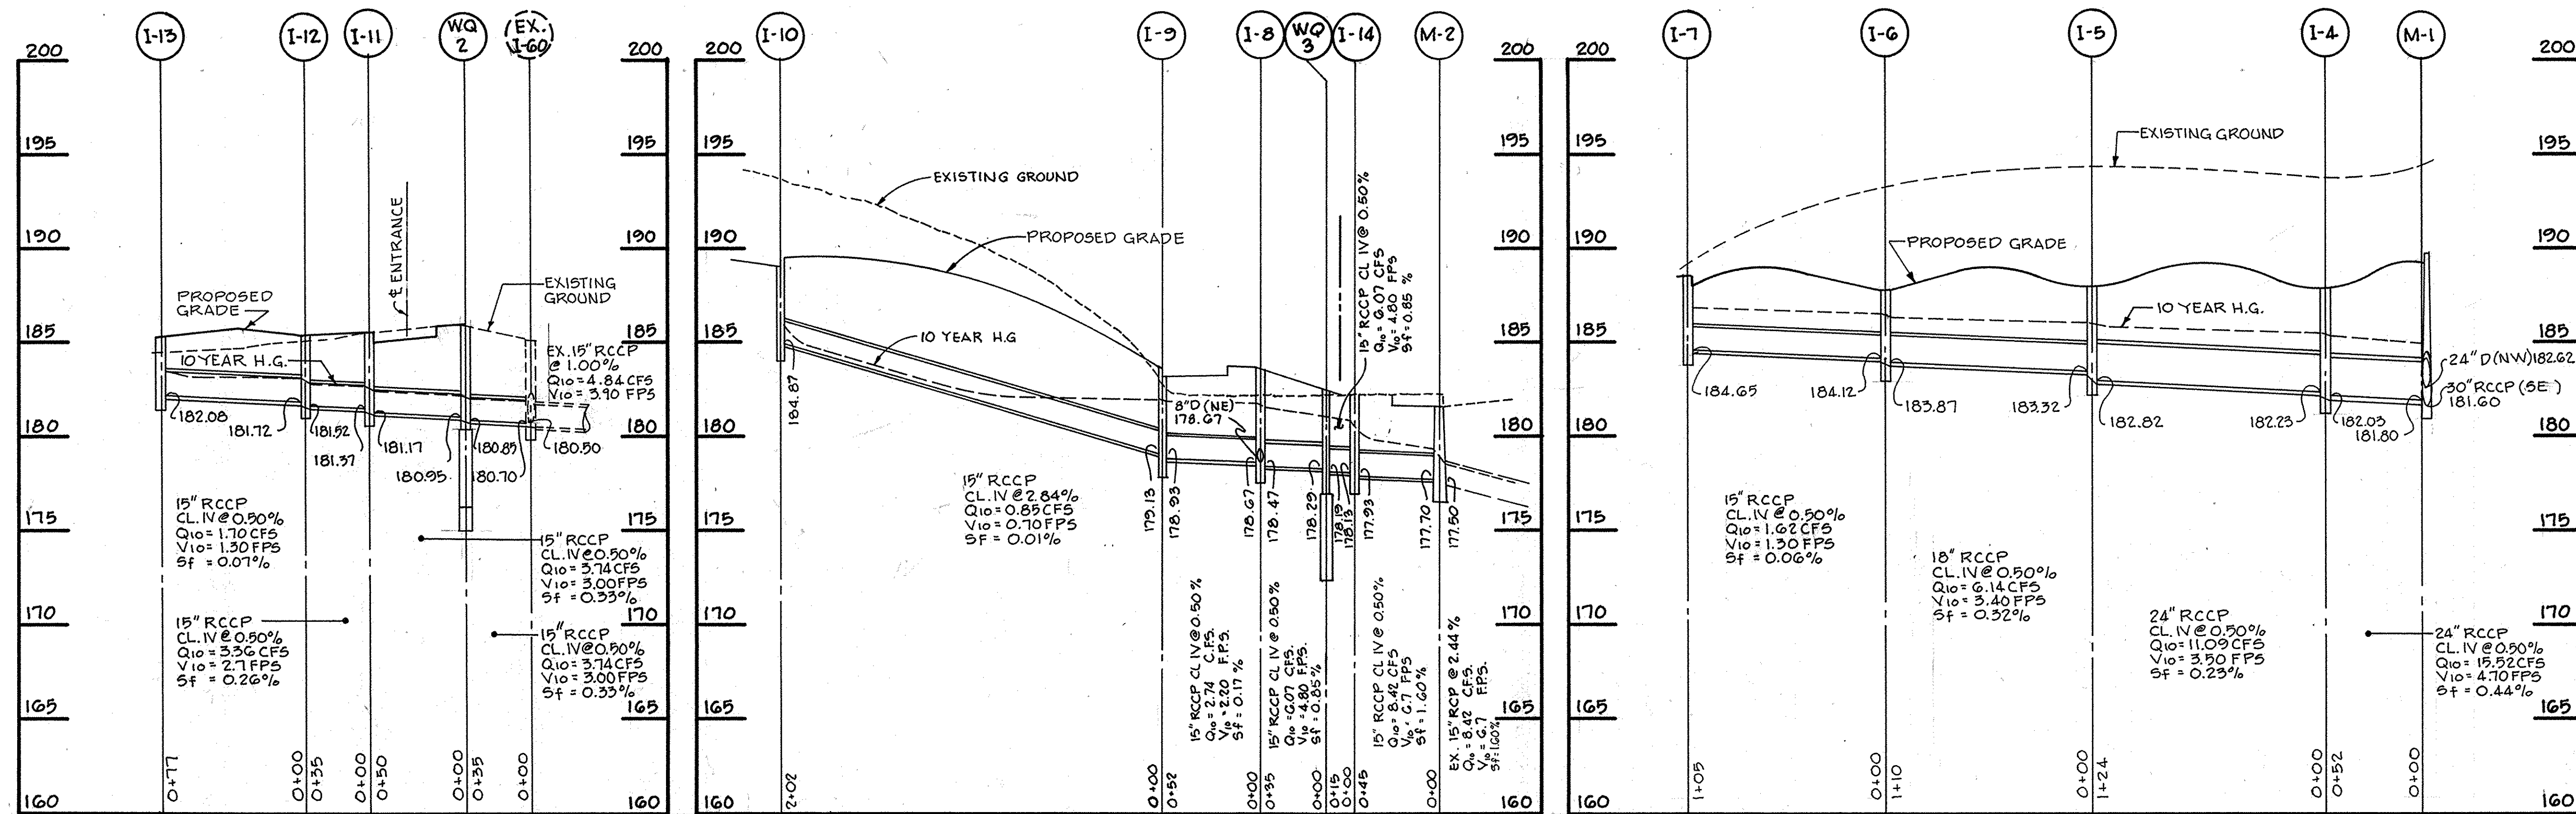 I-13
I-12
I-11
WQ
2
EX.
I-60
200
200
195
195
190
190
185
185
180
180
175
175
170
170
165
165
160
160
PROPOSED
GRADE
10 YEAR H.G.
℄ ENTRANCE
EXISTING
GROUND
EX. 15" RCCP
@ 1.00%
Q10 = 4.84 CFS
V10 = 3.90 FPS
182.08
181.72
181.52
181.37
181.17
180.95
180.85
180.70
180.50
15" RCCP
CL. IV @ 0.50%
Q10 = 1.70 CFS
V10 = 1.30 FPS
Sf = 0.07%
15" RCCP
CL. IV @ 0.50%
Q10 = 3.74 CFS
V10 = 3.00 FPS
Sf = 0.33%
15" RCCP
CL. IV @ 0.50%
Q10 = 3.36 CFS
V10 = 2.7 FPS
Sf = 0.26%
15" RCCP
CL. IV @ 0.50%
Q10 = 3.74 CFS
V10 = 3.00 FPS
Sf = 0.33%
0+77
0+00
0+35
0+00
0+50
0+00
0+35
0+00
I-10
I-9
I-8
WQ
3
I-14
M-2
200
200
195
195
190
190
185
185
180
180
175
175
170
170
165
165
160
160
EXISTING GROUND
PROPOSED GRADE
10 YEAR H.G
8" D (NE)
178.67
15" RCCP CL IV @ 0.50%
Q10 = 6.07 CFS
V10 = 4.80 FPS
Sf = 0.85 %
184.87
179.13
178.93
178.67
178.47
178.29
178.19
178.13
177.93
177.70
177.50
15" RCCP
CL. IV @ 2.84%
Q10 = 0.85 CFS
V10 = 0.70 FPS
SF = 0.01%
15" RCCP CL IV @ 0.50%
Q10 = 2.74 C.F.S.
V10 = 2.20 F.P.S.
Sf = 0.17 %
15" RCCP CL IV @ 0.50%
Q10 = 6.07 CFS.
V10 = 4.80 F.P.S.
Sf = 0.85%
15" RCCP CL IV @ 0.50%
Q10 = 8.42 CFS
V10 = 6.7 FPS
Sf = 1.60%
EX. 15" RCP @ 2.44%
Q10 = 8.42 C.F.S.
V10 = 6.7 F.P.S.
Sf = 1.60%
2+02
0+00
0+52
0+00
0+35
0+00
0+15
0+00
0+45
0+00
I-7
I-6
I-5
I-4
M-1
200
200
195
195
190
190
185
185
180
180
175
175
170
170
165
165
160
160
EXISTING GROUND
PROPOSED GRADE
10 YEAR H.G.
24" D (NW) 182.62
30" RCCP (SE)
181.60
184.65
184.12
183.87
183.32
182.82
182.23
182.03
181.80
15" RCCP
CL. IV @ 0.50%
Q10 = 1.62 CFS
V10 = 1.30 FPS
Sf = 0.06%
18" RCCP
CL. IV @ 0.50%
Q10 = 6.14 CFS
V10 = 3.40 FPS
Sf = 0.32%
24" RCCP
CL. IV @ 0.50%
Q10 = 11.09 CFS
V10 = 3.50 FPS
Sf = 0.23%
24" RCCP
CL. IV @ 0.50%
Q10 = 15.52 CFS
V10 = 4.70 FPS
Sf = 0.44%
1+05
0+00
1+10
0+00
1+24
0+00
0+52
0+00